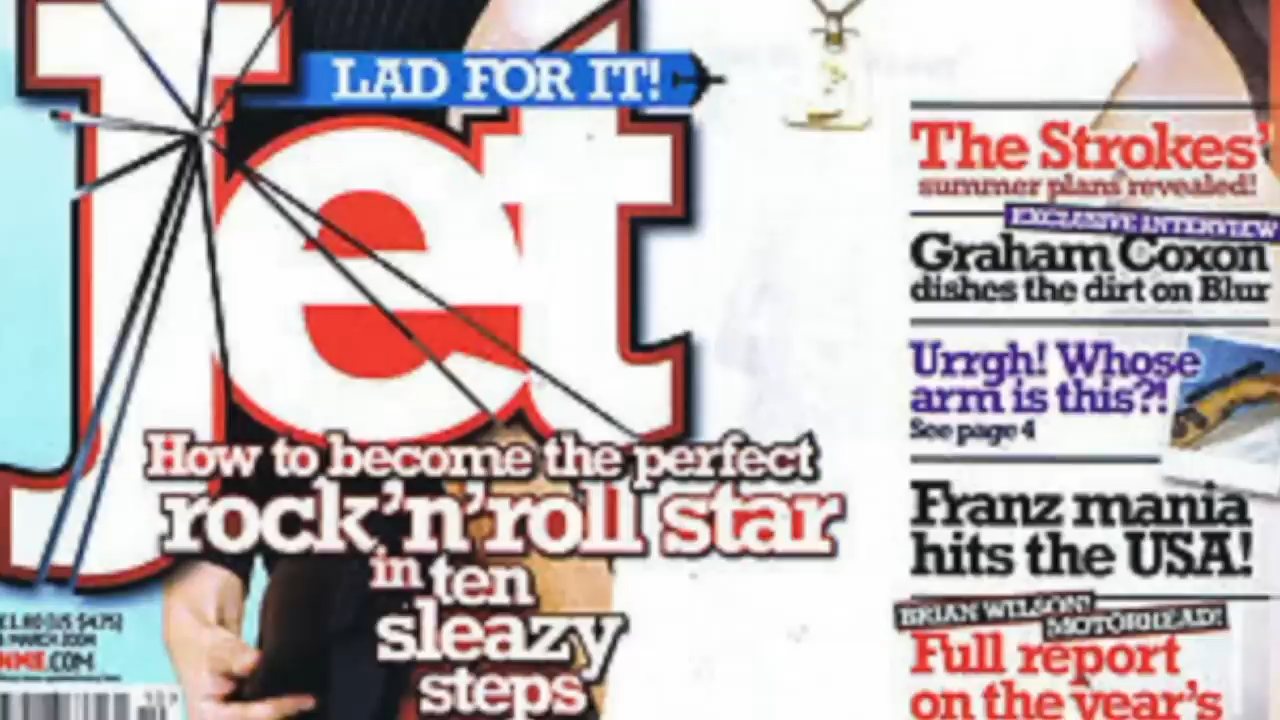 Jet
LAD FOR IT!
How to become the perfect
rock'n'roll star
in ten
sleazy
steps
NME.COM
The Strokes'
summer plans revealed!
EXCLUSIVE INTERVIEW
Graham Coxon
dishes the dirt on Blur
Urrgh! Whose
arm is this?!
See page 4
Franz mania
hits the USA!
BRIAN WILSON!
MOTORHEAD!
Full report
on the year's